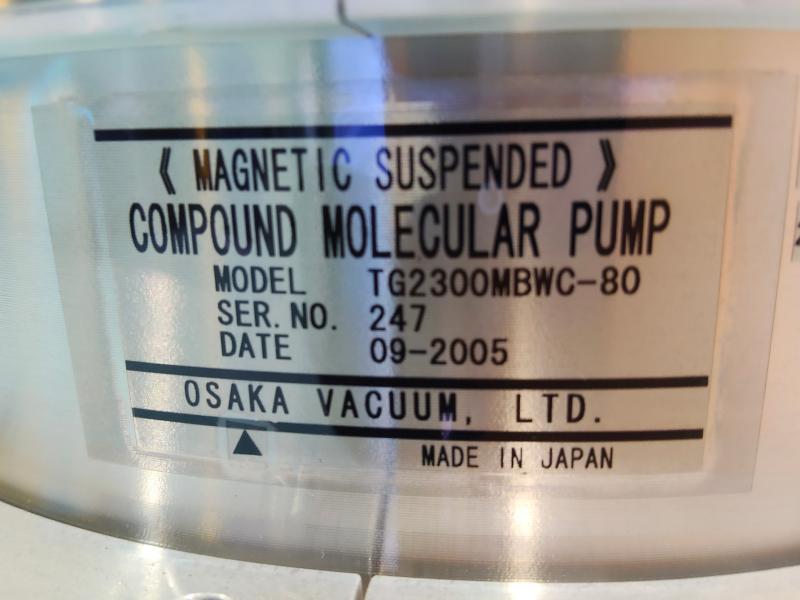 《 MAGNETIC SUSPENDED 》
COMPOUND MOLECULAR PUMP
MODEL TG2300MBWC-80
SER. NO. 247
DATE 09-2005
OSAKA VACUUM, LTD.
MADE IN JAPAN